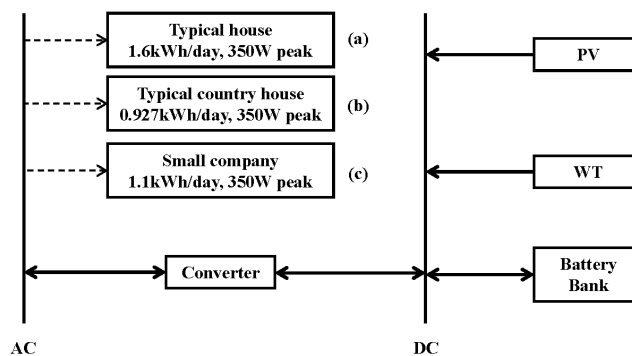 Typical house
1.6kWh/day, 350W peak
(a)
PV
Typical country house
0.927kWh/day, 350W peak
(b)
Small company
1.1kWh/day, 350W peak
(c)
WT
Converter
Battery
Bank
AC
DC